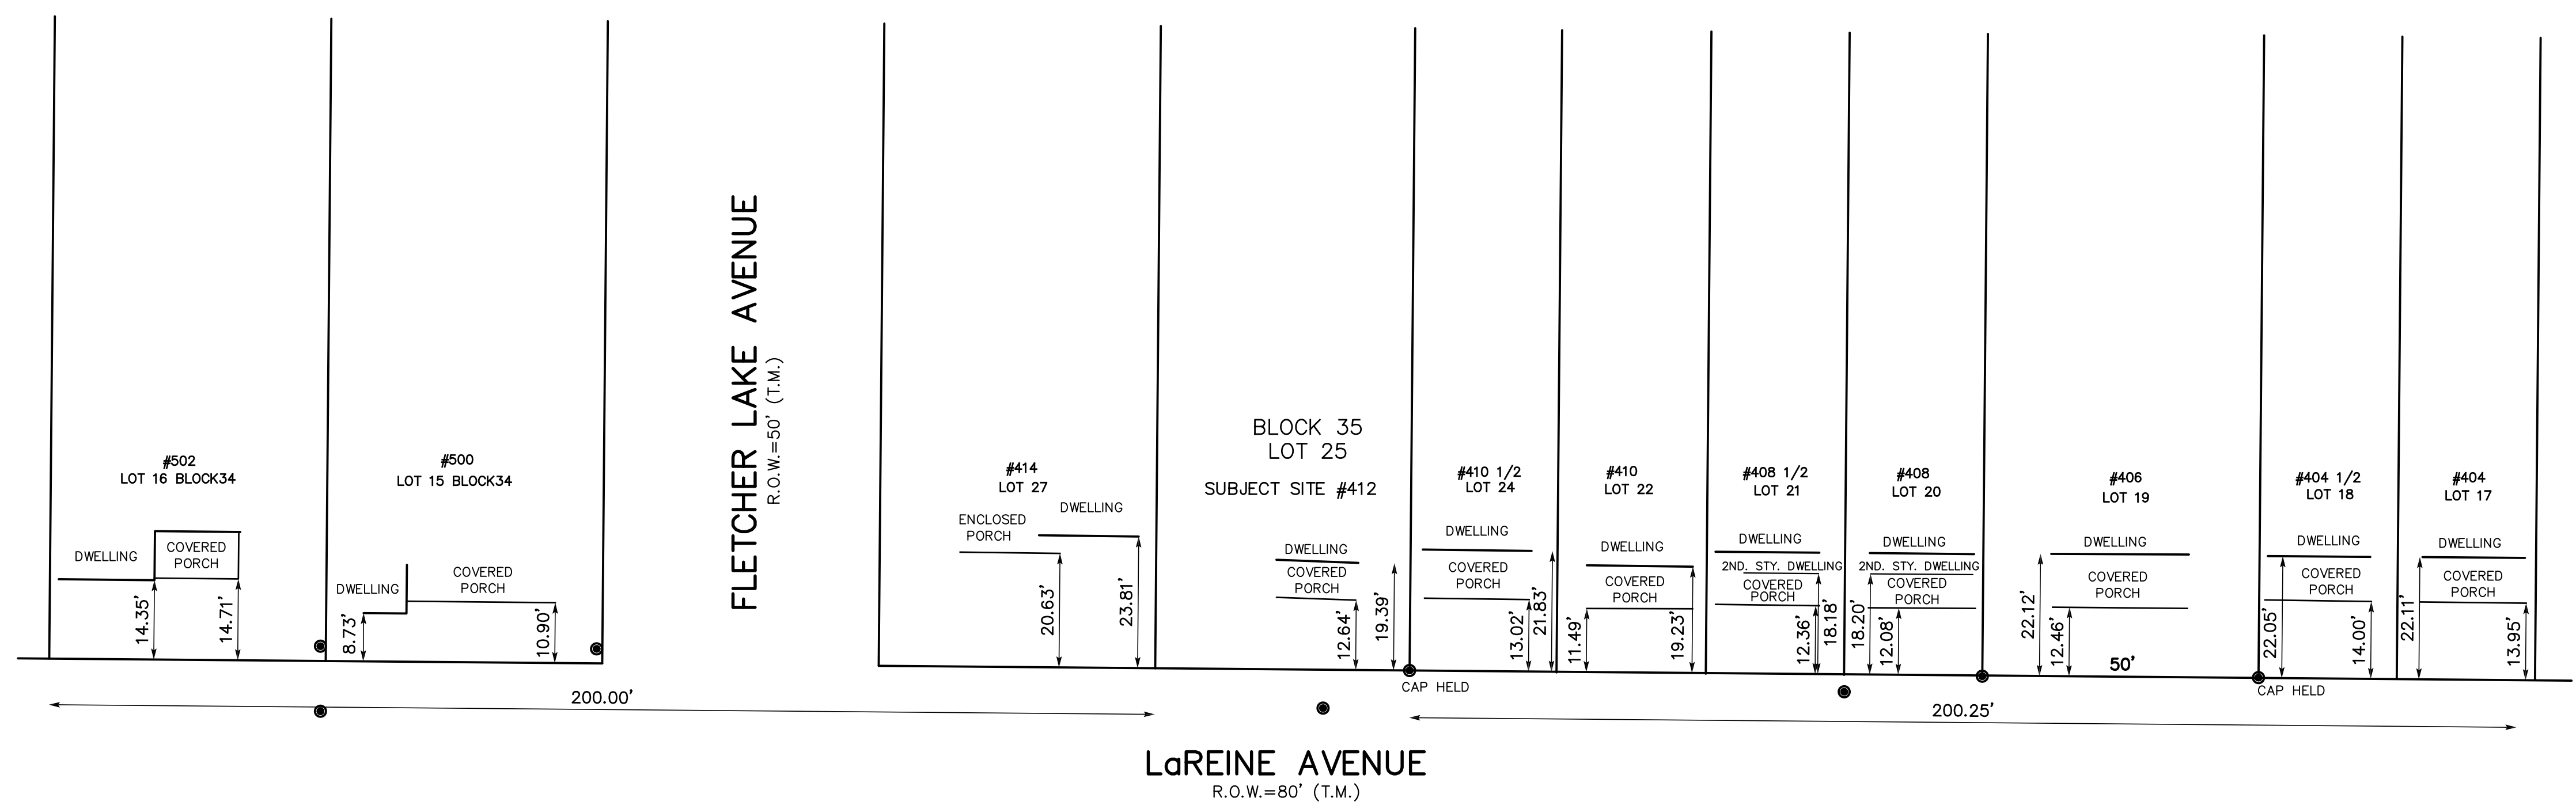 #502
LOT 16 BLOCK34
DWELLING
COVERED
PORCH
14.35'
14.71'
#500
LOT 15 BLOCK34
DWELLING
COVERED
PORCH
8.73'
10.90'
FLETCHER LAKE AVENUE
R.O.W.=50' (T.M.)
#414
LOT 27
ENCLOSED
PORCH
DWELLING
20.63'
23.81'
BLOCK 35
LOT 25
SUBJECT SITE #412
DWELLING
COVERED
PORCH
12.64'
19.39'
#410 1/2
LOT 24
DWELLING
COVERED
PORCH
13.02'
21.83'
#410
LOT 22
DWELLING
COVERED
PORCH
11.49'
19.23'
#408 1/2
LOT 21
DWELLING
2ND. STY. DWELLING
COVERED
PORCH
12.36'
18.18'
#408
LOT 20
DWELLING
2ND. STY. DWELLING
COVERED
PORCH
18.20'
12.08'
#406
LOT 19
DWELLING
COVERED
PORCH
22.12'
12.46'
50'
#404 1/2
LOT 18
DWELLING
COVERED
PORCH
22.05'
14.00'
#404
LOT 17
DWELLING
COVERED
PORCH
22.11'
13.95'
CAP HELD
CAP HELD
200.00'
200.25'
LaREINE AVENUE
R.O.W.=80' (T.M.)